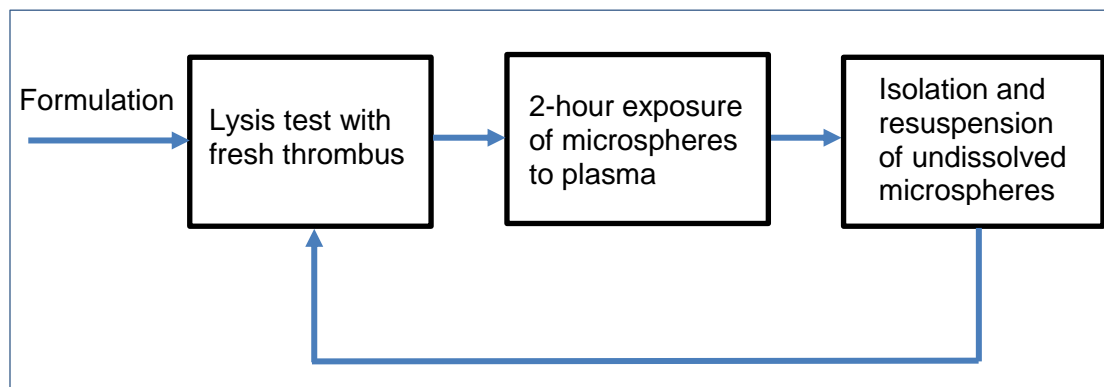 Formulation
Lysis test with
fresh thrombus
2-hour exposure
of microspheres
to plasma
Isolation and
resuspension
of undissolved
microspheres